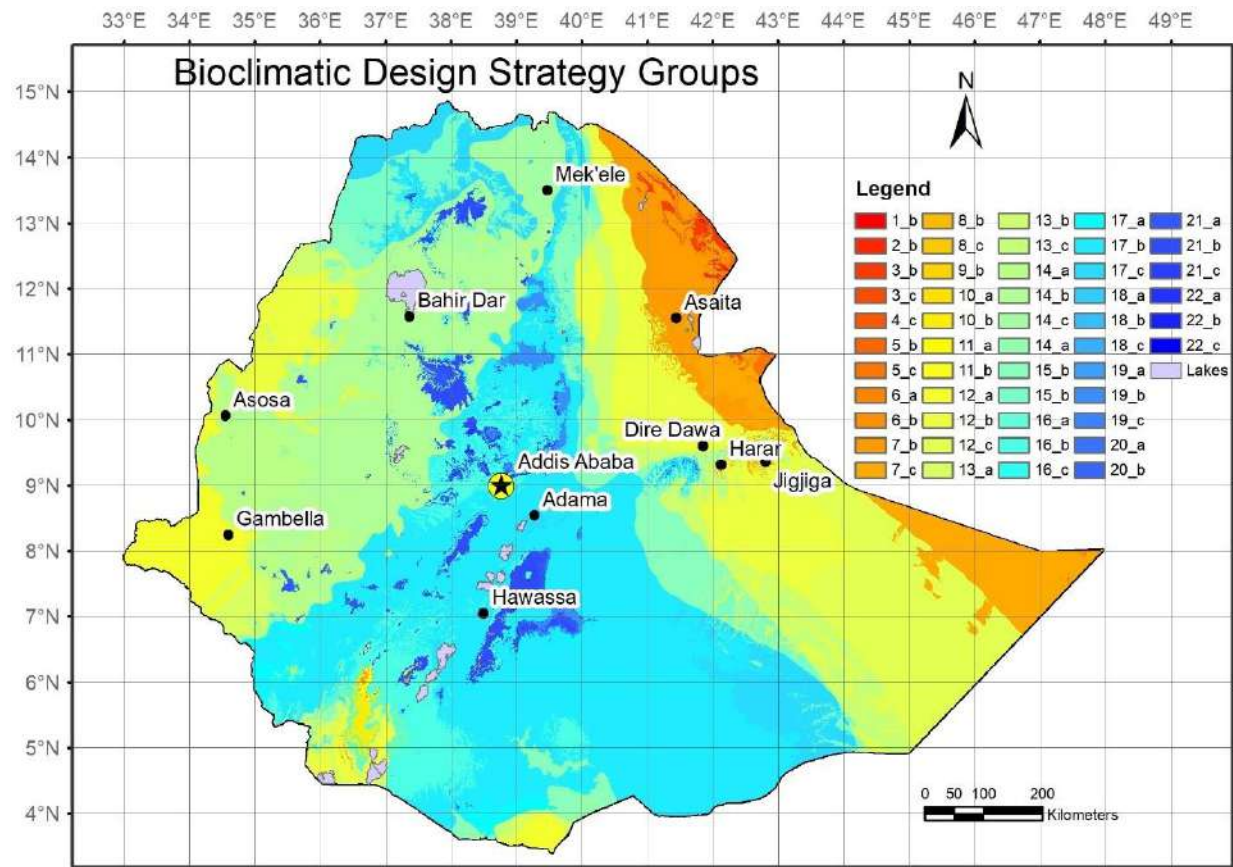 33°E 34°E 35°E 36°E 37°E 38°E 39°E 40°E 41°E 42°E 43°E 44°E 45°E 46°E 47°E 48°E 49°E
Bioclimatic Design Strategy Groups
N
15°N
14°N
13°N
12°N
11°N
10°N
9°N
8°N
7°N
6°N
5°N
4°N
Mek'ele
Bahir Dar
Asaita
Asosa
Dire Dawa
Harar
Jigjiga
Addis Ababa
Adama
Gambella
Hawassa
Legend
1_b 8_b 13_b 17_a 21_a
2_b 8_c 13_c 17_b 21_b
3_b 9_b 14_a 17_c 21_c
3_c 10_a 14_b 18_a 22_a
4_c 10_b 14_c 18_b 22_b
5_b 11_a 14_a 18_c 22_c
5_c 11_b 15_b 19_a Lakes
6_a 12_a 15_b 19_b
6_b 12_b 16_a 19_c
7_b 12_c 16_b 20_a
7_c 13_a 16_c 20_b
0 50 100 200
Kilometers